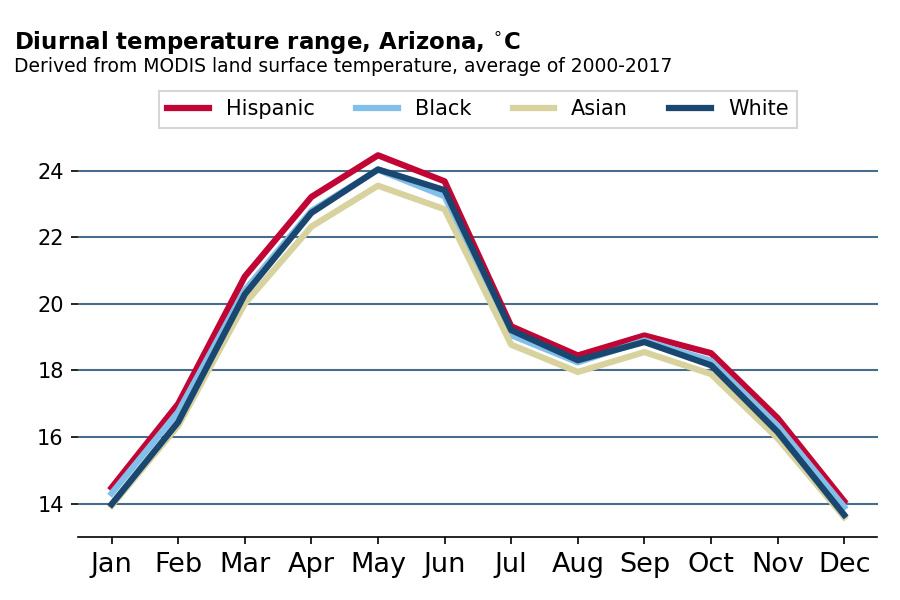 Diurnal temperature range, Arizona, °C
Derived from MODIS land surface temperature, average of 2000-2017
Hispanic Black Asian White
24
22
20
18
16
14
Jan Feb Mar Apr May Jun Jul Aug Sep Oct Nov Dec